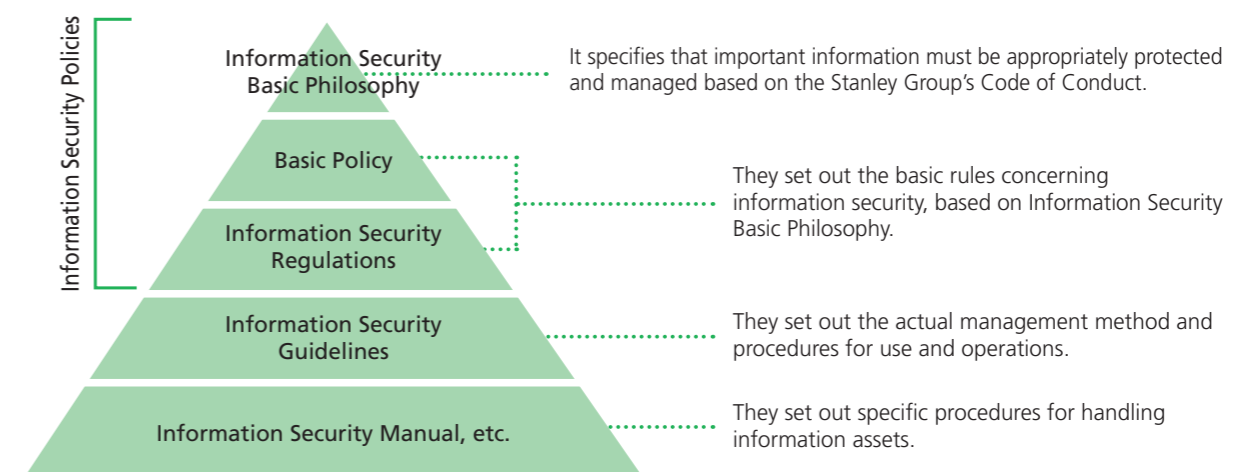 Information Security Policies
Information Security
Basic Philosophy
It specifies that important information must be appropriately protected
and managed based on the Stanley Group’s Code of Conduct.
Basic Policy
They set out the basic rules concerning
information security, based on Information Security
Basic Philosophy.
Information Security
Regulations
Information Security
Guidelines
They set out the actual management method and
procedures for use and operations.
Information Security Manual, etc.
They set out specific procedures for handling
information assets.